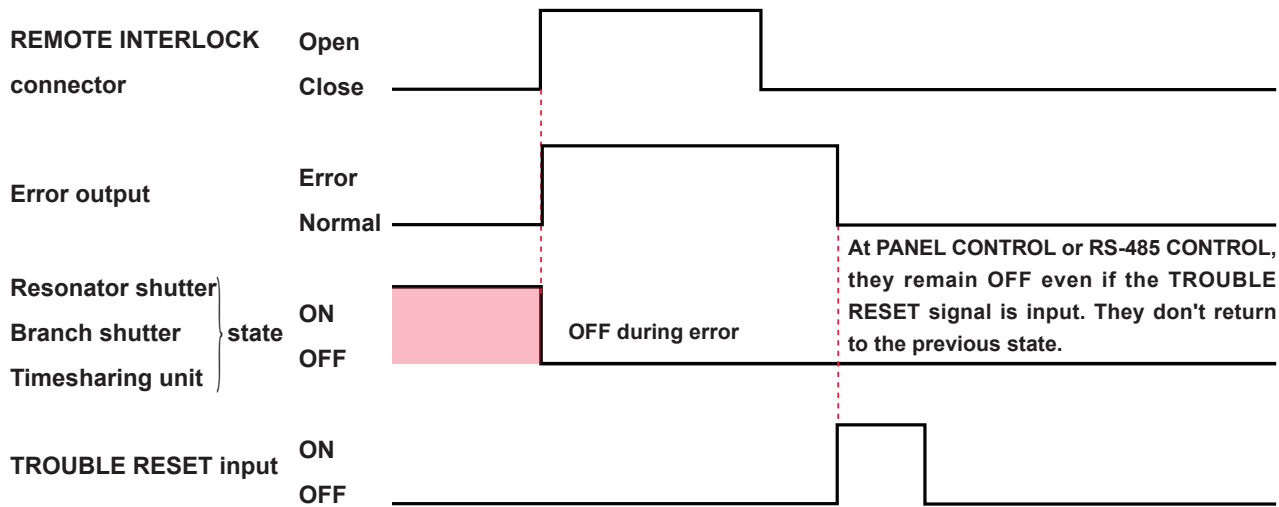 REMOTE INTERLOCK
connector
Open
Close
Error output
Error
Normal
At PANEL CONTROL or RS-485 CONTROL,
they remain OFF even if the TROUBLE
RESET signal is input. They don't return
to the previous state.
Resonator shutter
Branch shutter
Timesharing unit
state
ON
OFF
OFF during error
TROUBLE RESET input
ON
OFF